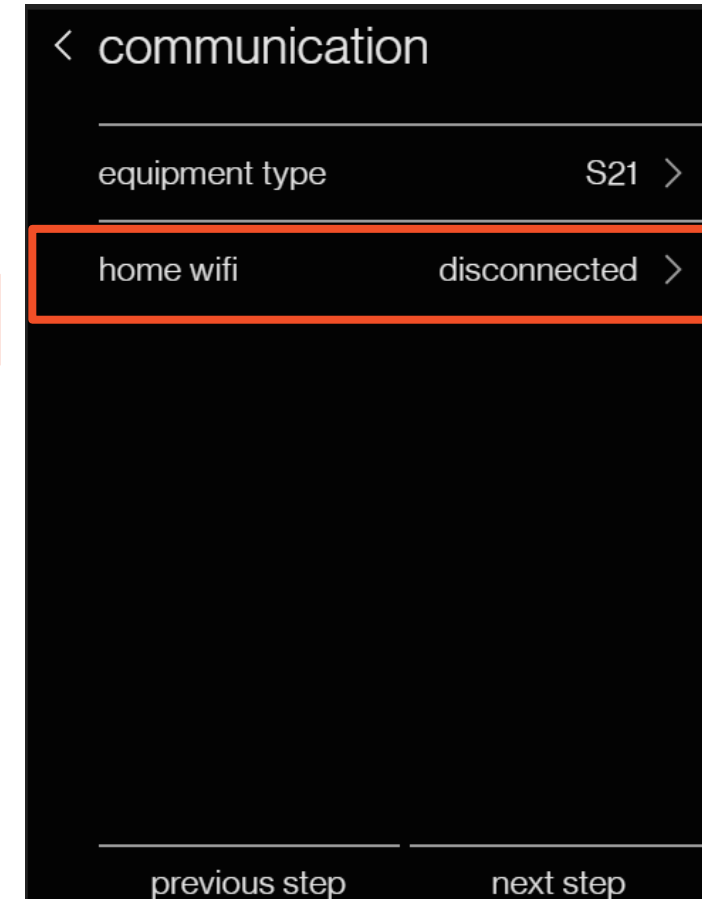 communication
equipment type S21
home wifi disconnected
previous step next step